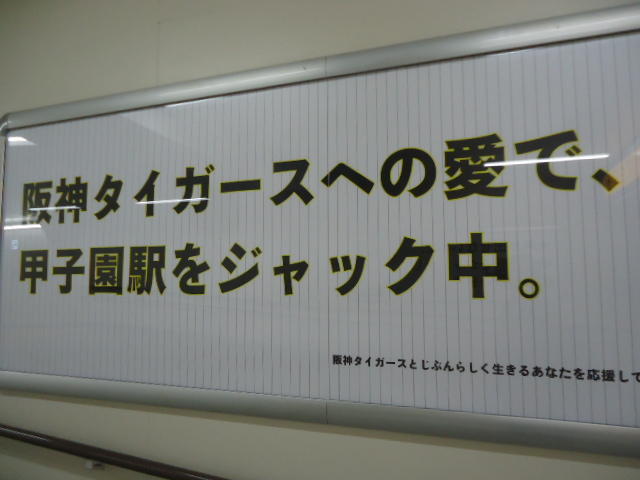 阪神タイガースへの愛で、
甲子園駅をジャック中。
阪神タイガースとじぶんらしく生きるあなたを応援して